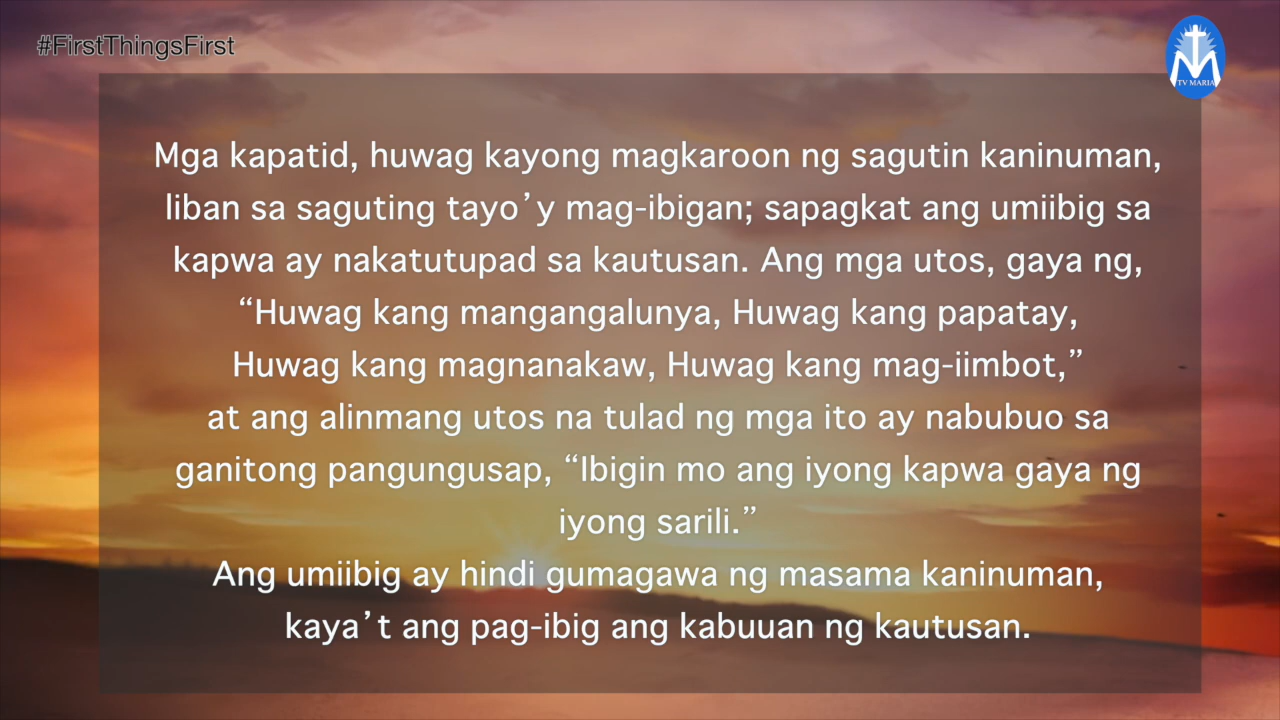 #FirstThingsFirst
TV MARIA
Mga kapatid, huwag kayong magkaroon ng sagutin kaninuman,
liban sa saguting tayo’y mag-ibigan; sapagkat ang umiibig sa
kapwa ay nakatutupad sa kautusan. Ang mga utos, gaya ng,
“Huwag kang mangangalunya, Huwag kang papatay,
Huwag kang magnanakaw, Huwag kang mag-iimbot,”
at ang alinmang utos na tulad ng mga ito ay nabubuo sa
ganitong pangungusap, “Ibigin mo ang iyong kapwa gaya ng
iyong sarili.”
Ang umiibig ay hindi gumagawa ng masama kaninuman,
kaya’t ang pag-ibig ang kabuuan ng kautusan.